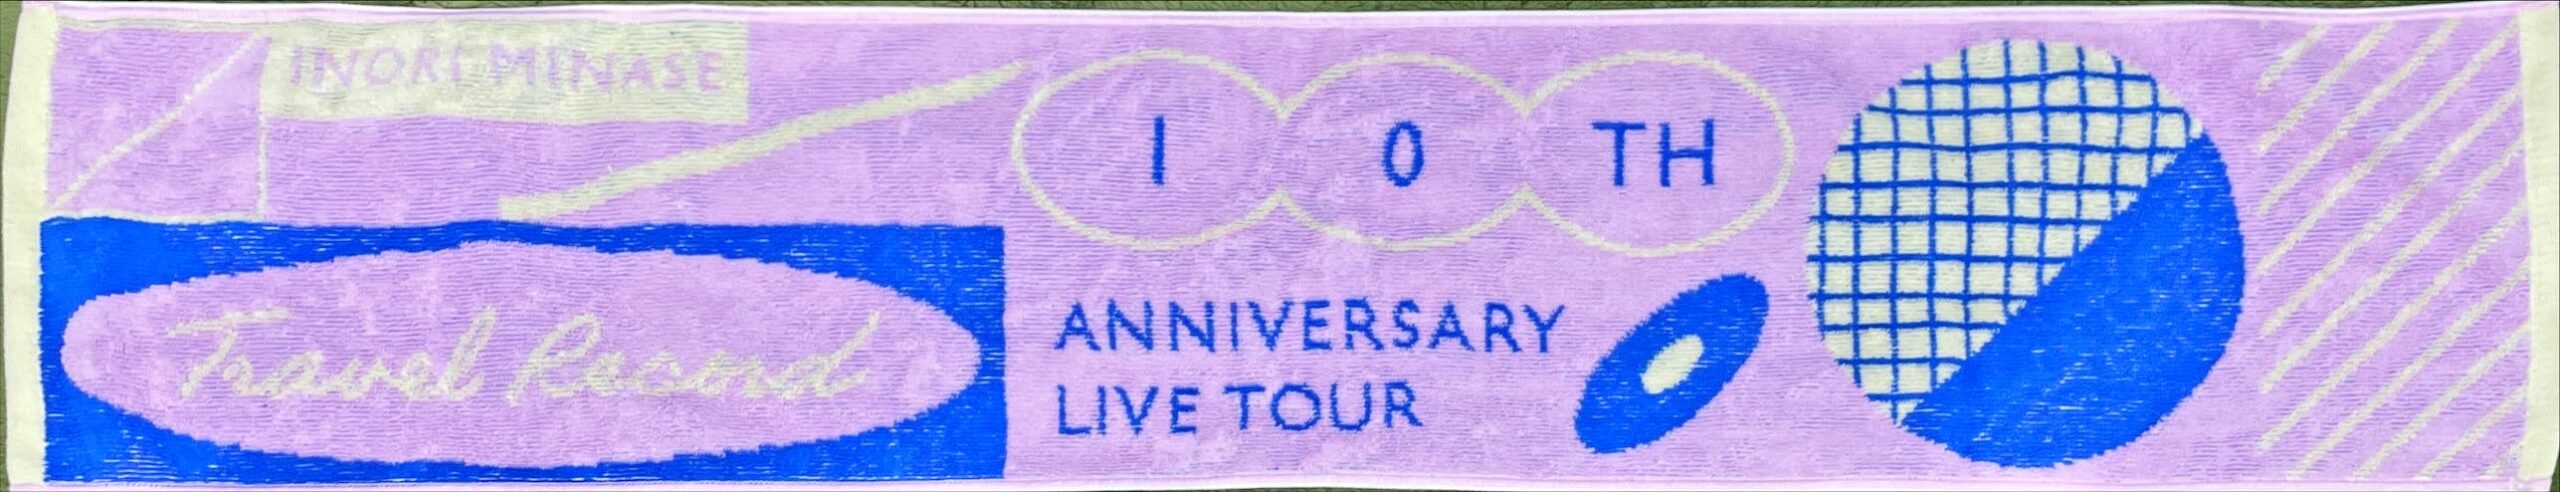 INORI MINASE
Travel Record
10TH
ANNIVERSARY
LIVE TOUR